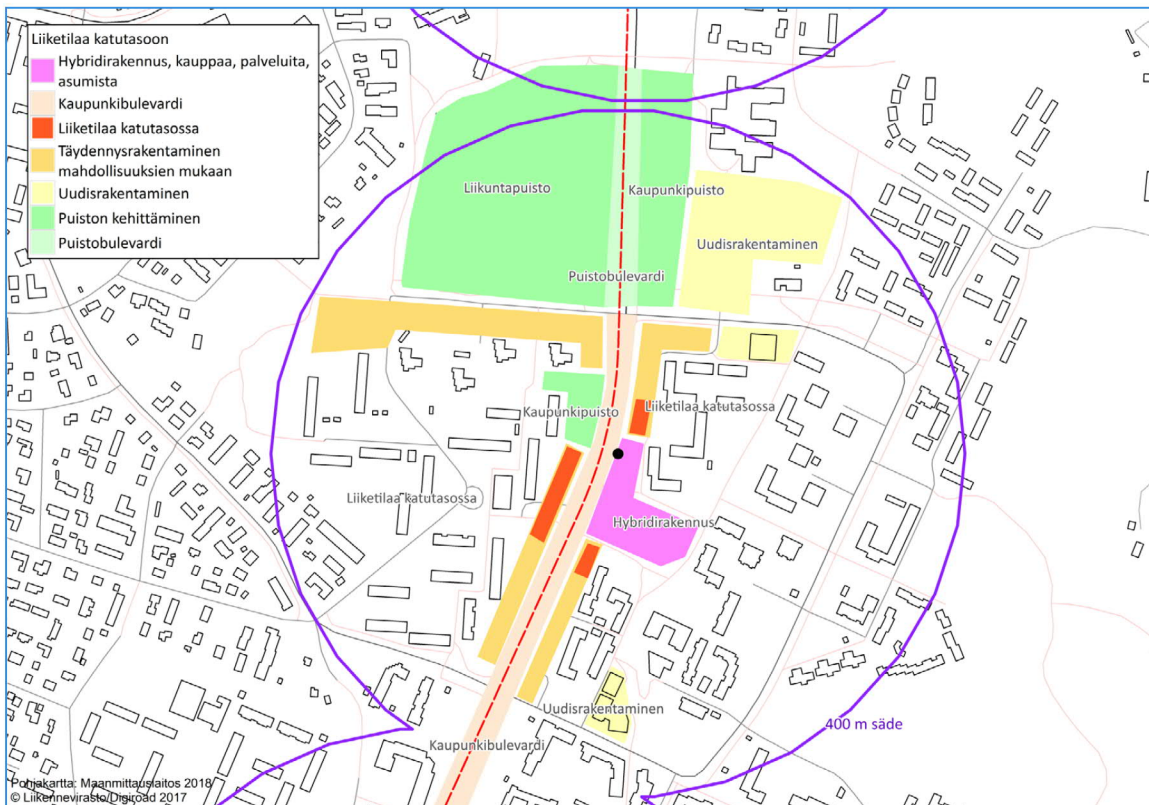 Liiketilaa katutasoon
Hybridirakennus, kauppaa, palveluita,
asumista
Kaupunkibulevardi
Liiketilaa katutasossa
Täydennysrakentaminen
mahdollisuuksien mukaan
Uudisrakentaminen
Puiston kehittäminen
Puistobulevardi
Liikuntapuisto
Kaupunkipuisto
Uudisrakentaminen
Puistobulevardi
Kaupunkipuisto
Liiketilaa katutasossa
Liiketilaa katutasossa
Hybridirakennus
Uudisrakentaminen
400 m säde
Kaupunkibulevardi
Pohjakartta: Maanmittauslaitos 2018
© Liikennevirasto/Digiroad 2017